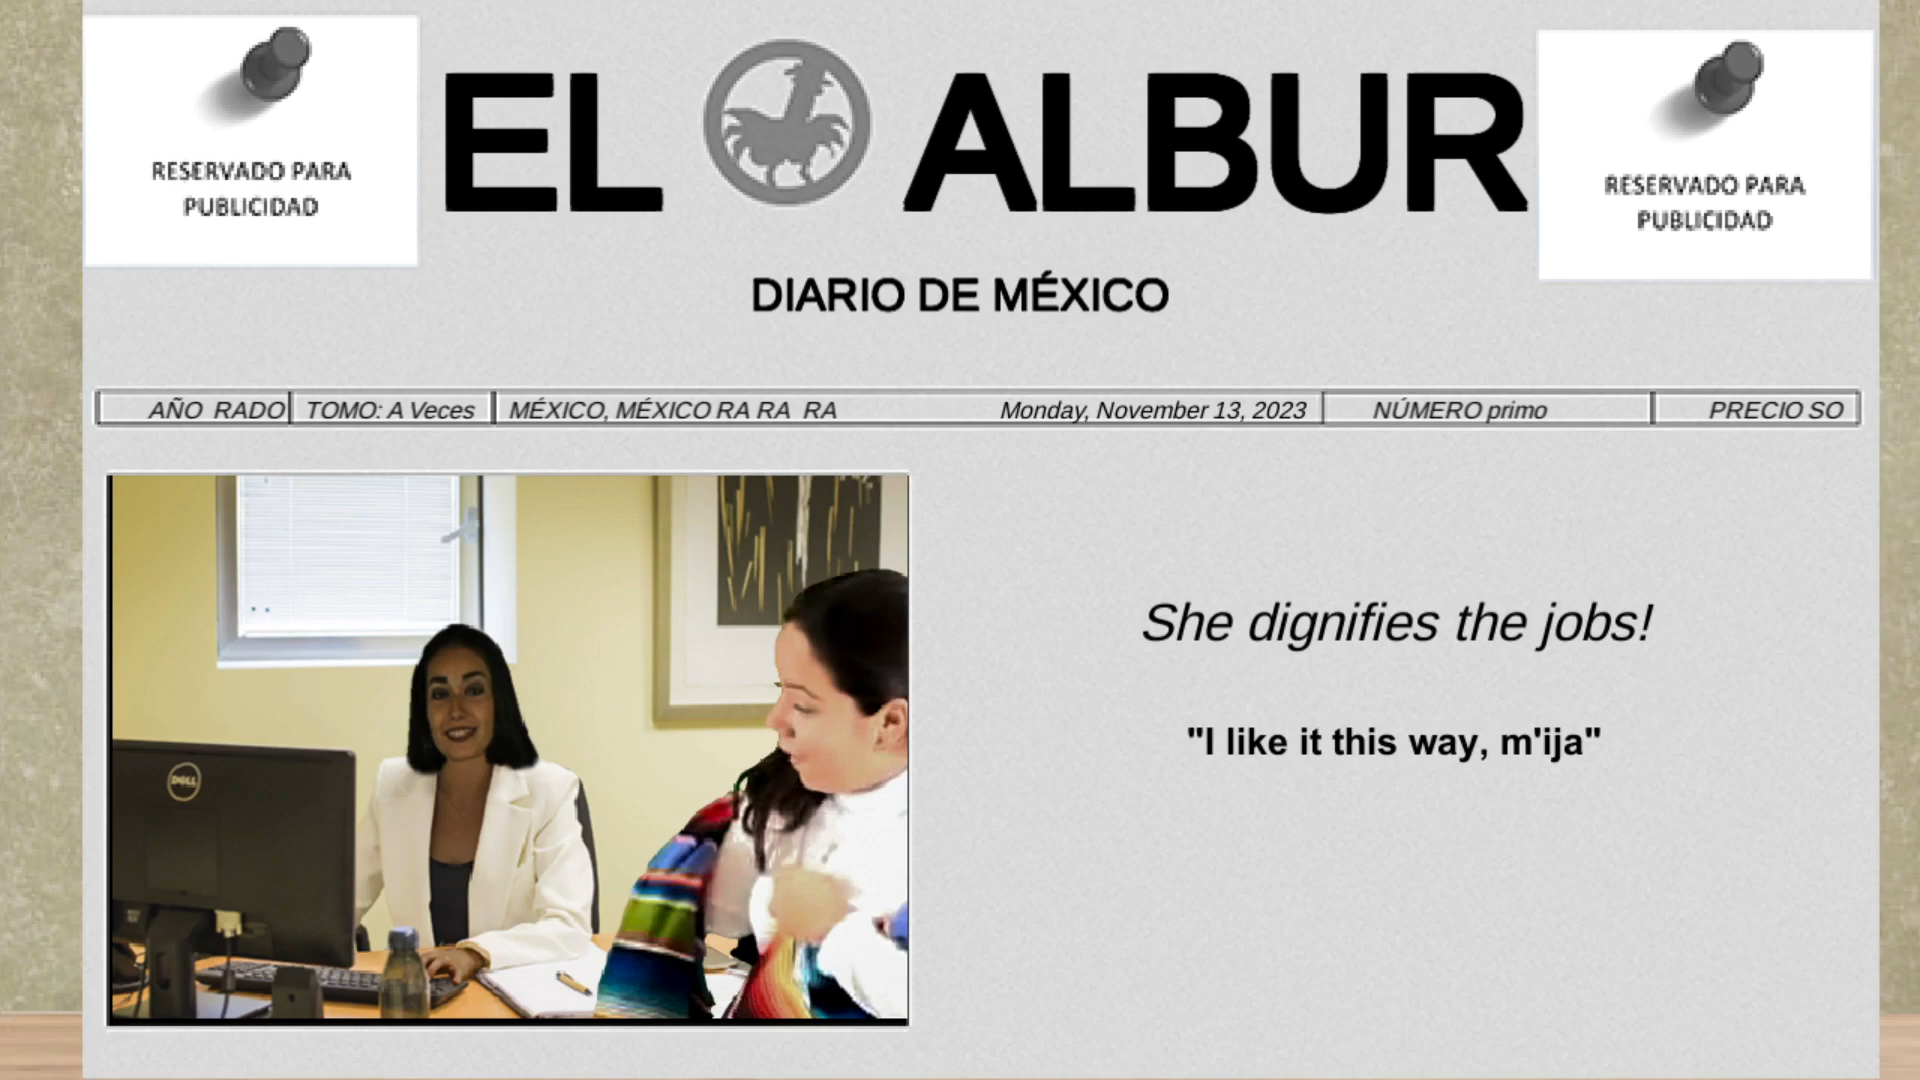 RESERVADO PARA
PUBLICIDAD
EL ALBUR
RESERVADO PARA
PUBLICIDAD
DIARIO DE MÉXICO
AÑO RADO TOMO: A Veces MÉXICO, MÉXICO RA RA RA Monday, November 13, 2023 NÚMERO primo PRECIO SO
She dignifies the jobs!
"I like it this way, m'ija"
DELL